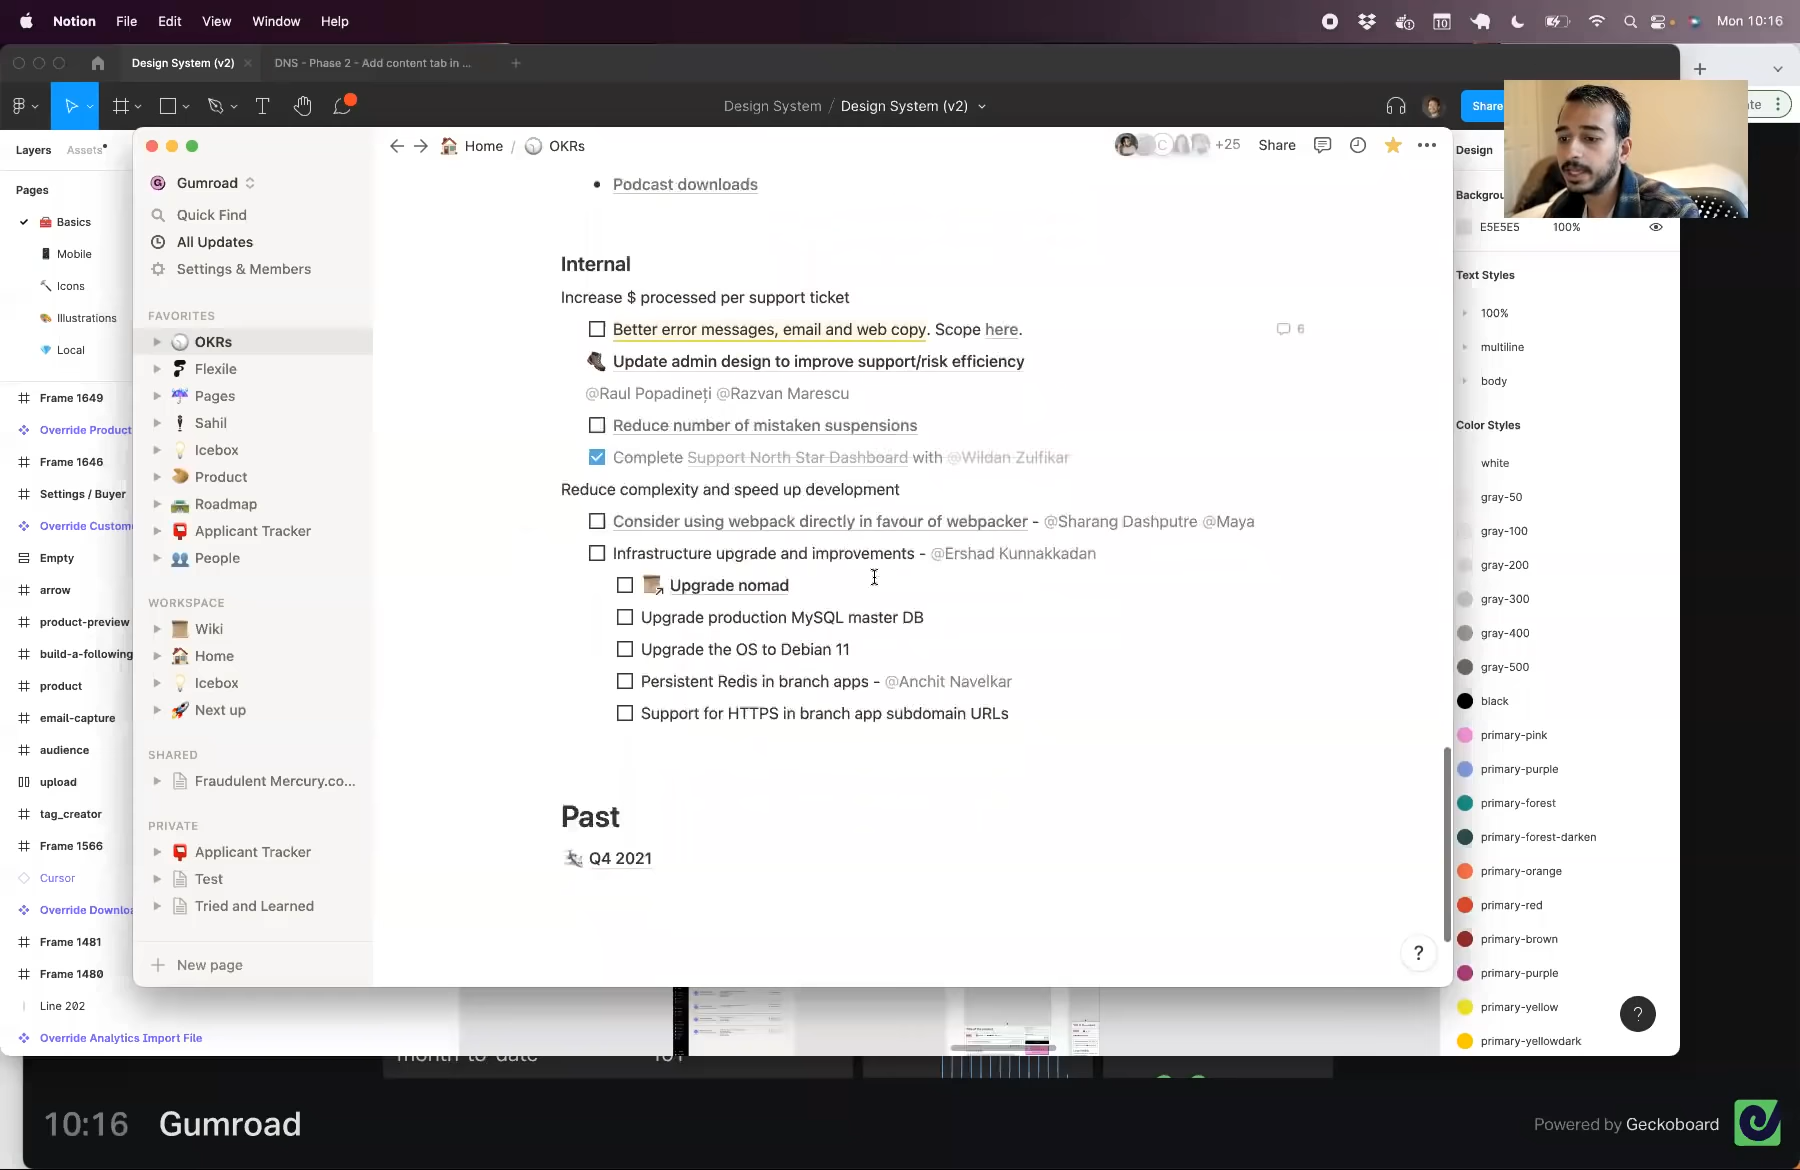 Notion File Edit View Window Help
10
Mon 10:16
Design System (v2)
DNS - Phase 2 - Add content tab in ...
Design System / Design System (v2)
Share
Layers Assets
Pages
Basics
Mobile
Icons
Illustrations
Local
Frame 1649
Override Product
Frame 1646
Settings / Buyer
Override Custom
Empty
arrow
product-preview
build-a-following
product
email-capture
audience
upload
tag_creator
Frame 1566
Cursor
Override Downloa
Frame 1481
Frame 1480
Line 202
Override Analytics Import File
G Gumroad
Quick Find
All Updates
Settings & Members
FAVORITES
OKRs
Flexile
Pages
Sahil
Icebox
Product
Roadmap
Applicant Tracker
People
WORKSPACE
Wiki
Home
Icebox
Next up
SHARED
Fraudulent Mercury.co...
PRIVATE
Applicant Tracker
Test
Tried and Learned
New page
Home / OKRs
C +25 Share
Podcast downloads
Internal
Increase $ processed per support ticket
Better error messages, email and web copy. Scope here.
6
Update admin design to improve support/risk efficiency
@Raul Popadineți @Razvan Marescu
Reduce number of mistaken suspensions
Complete Support North Star Dashboard with @Wildan Zulfikar
Reduce complexity and speed up development
Consider using webpack directly in favour of webpacker - @Sharang Dashputre @Maya
Infrastructure upgrade and improvements - @Ershad Kunnakkadan
Upgrade nomad
Upgrade production MySQL master DB
Upgrade the OS to Debian 11
Persistent Redis in branch apps - @Anchit Navelkar
Support for HTTPS in branch app subdomain URLs
Past
Q4 2021
?
Design
Backgrou
E5E5E5 100%
Text Styles
100%
multiline
body
Color Styles
white
gray-50
gray-100
gray-200
gray-300
gray-400
gray-500
black
primary-pink
primary-purple
primary-forest
primary-forest-darken
primary-orange
primary-red
primary-brown
primary-purple
primary-yellow
primary-yellowdark
?
month-to-date
10:16 Gumroad
Powered by Geckoboard